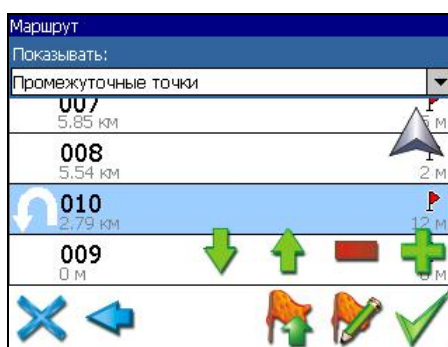 Маршрут
Показывать:
Промежуточные точки
007
5.85 км
008
5.54 км 2 м
010
2.79 км 12 м
009
0 м